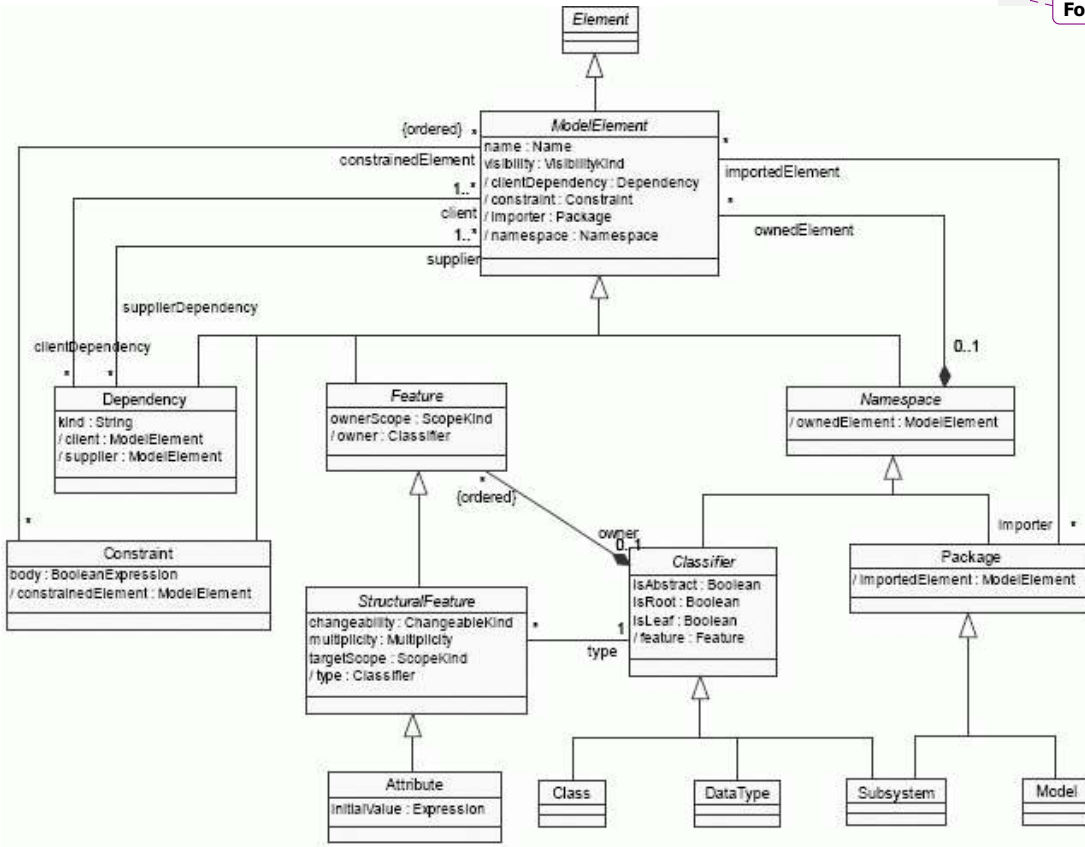 Fo
Element
ModelElement
name : Name
visibility : VisibilityKind
/ clientDependency : Dependency
/ constraint : Constraint
/ importer : Package
/ namespace : Namespace
{ordered} *
constrainedElement
1..*
client
1..*
supplier
*
importedElement
*
ownedElement
supplierDependency
clientDependency
*
*
0..1
Dependency
kind : String
/ client : ModelElement
/ supplier : ModelElement
Feature
ownerScope : ScopeKind
/ owner : Classifier
Namespace
/ ownedElement : ModelElement
*
{ordered}
owner
0..1
*
Constraint
body : BooleanExpression
/ constrainedElement : ModelElement
Classifier
isAbstract : Boolean
isRoot : Boolean
isLeaf : Boolean
/ feature : Feature
importer
*
Package
/ importedElement : ModelElement
StructuralFeature
changeability : ChangeableKind
multiplicity : Multiplicity
targetScope : ScopeKind
/ type : Classifier
*
1
type
Attribute
initialValue : Expression
Class
DataType
Subsystem
Model